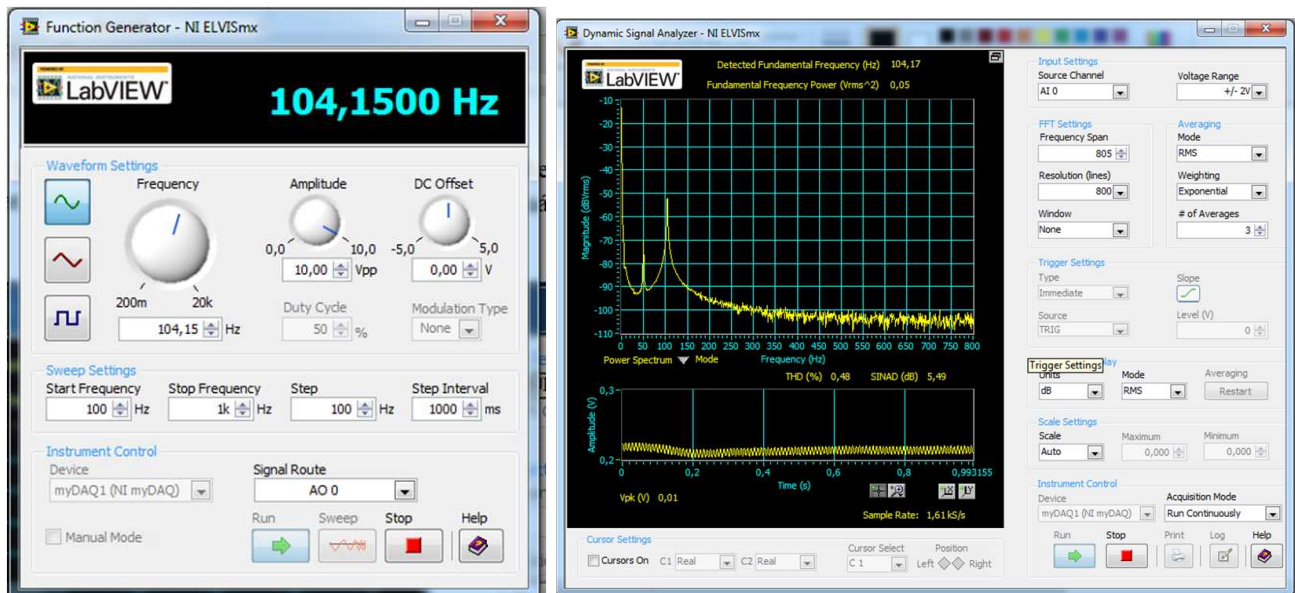 Function Generator - NI ELVISmx
POWERED BY
NATIONAL INSTRUMENTS
LabVIEW™
104,1500 Hz
Waveform Settings
Frequency
Amplitude
DC Offset
200m
20k
104,15 Hz
0,0
10,0
10,00 Vpp
-5,0
5,0
0,00 V
Duty Cycle
50 %
Modulation Type
None
Sweep Settings
Start Frequency
Stop Frequency
Step
Step Interval
100 Hz
1k Hz
100 Hz
1000 ms
Instrument Control
Device
Signal Route
myDAQ1 (NI myDAQ)
AO 0
Manual Mode
Run
Sweep
Stop
Help
Dynamic Signal Analyzer - NI ELVISmx
LabVIEW™
Detected Fundamental Frequency (Hz) 104,17
Fundamental Frequency Power (Vrms^2) 0,05
Magnitude (dBVrms)
-10
-20
-30
-40
-50
-60
-70
-80
-90
-100
-110
0 50 100 150 200 250 300 350 400 450 500 550 600 650 700 750 800
Power Spectrum Mode
Frequency (Hz)
THD (%) 0,48 SINAD (dB) 5,49
Amplitude (V)
0,3
0,2
0 0,2 0,4 0,6 0,8 0,993155
Time (s)
Vpk (V) 0,01
Sample Rate: 1,61 kS/s
Cursor Settings
Cursors On C1 Real C2 Real
Cursor Select
C 1
Position
Left Right
Input Settings
Source Channel
Voltage Range
AI 0
+/- 2V
FFT Settings
Frequency Span
805
Resolution (lines)
800
Window
None
Averaging
Mode
RMS
Weighting
Exponential
# of Averages
3
Trigger Settings
Type
Slope
Immediate
Source
Level (V)
TRIG
0
Trigger Settings
Units
Mode
Averaging
dB
RMS
Restart
Scale Settings
Scale
Maximum
Minimum
Auto
0,000
0,000
Instrument Control
Device
Acquisition Mode
myDAQ1 (NI myDAQ)
Run Continuously
Run
Stop
Print
Log
Help